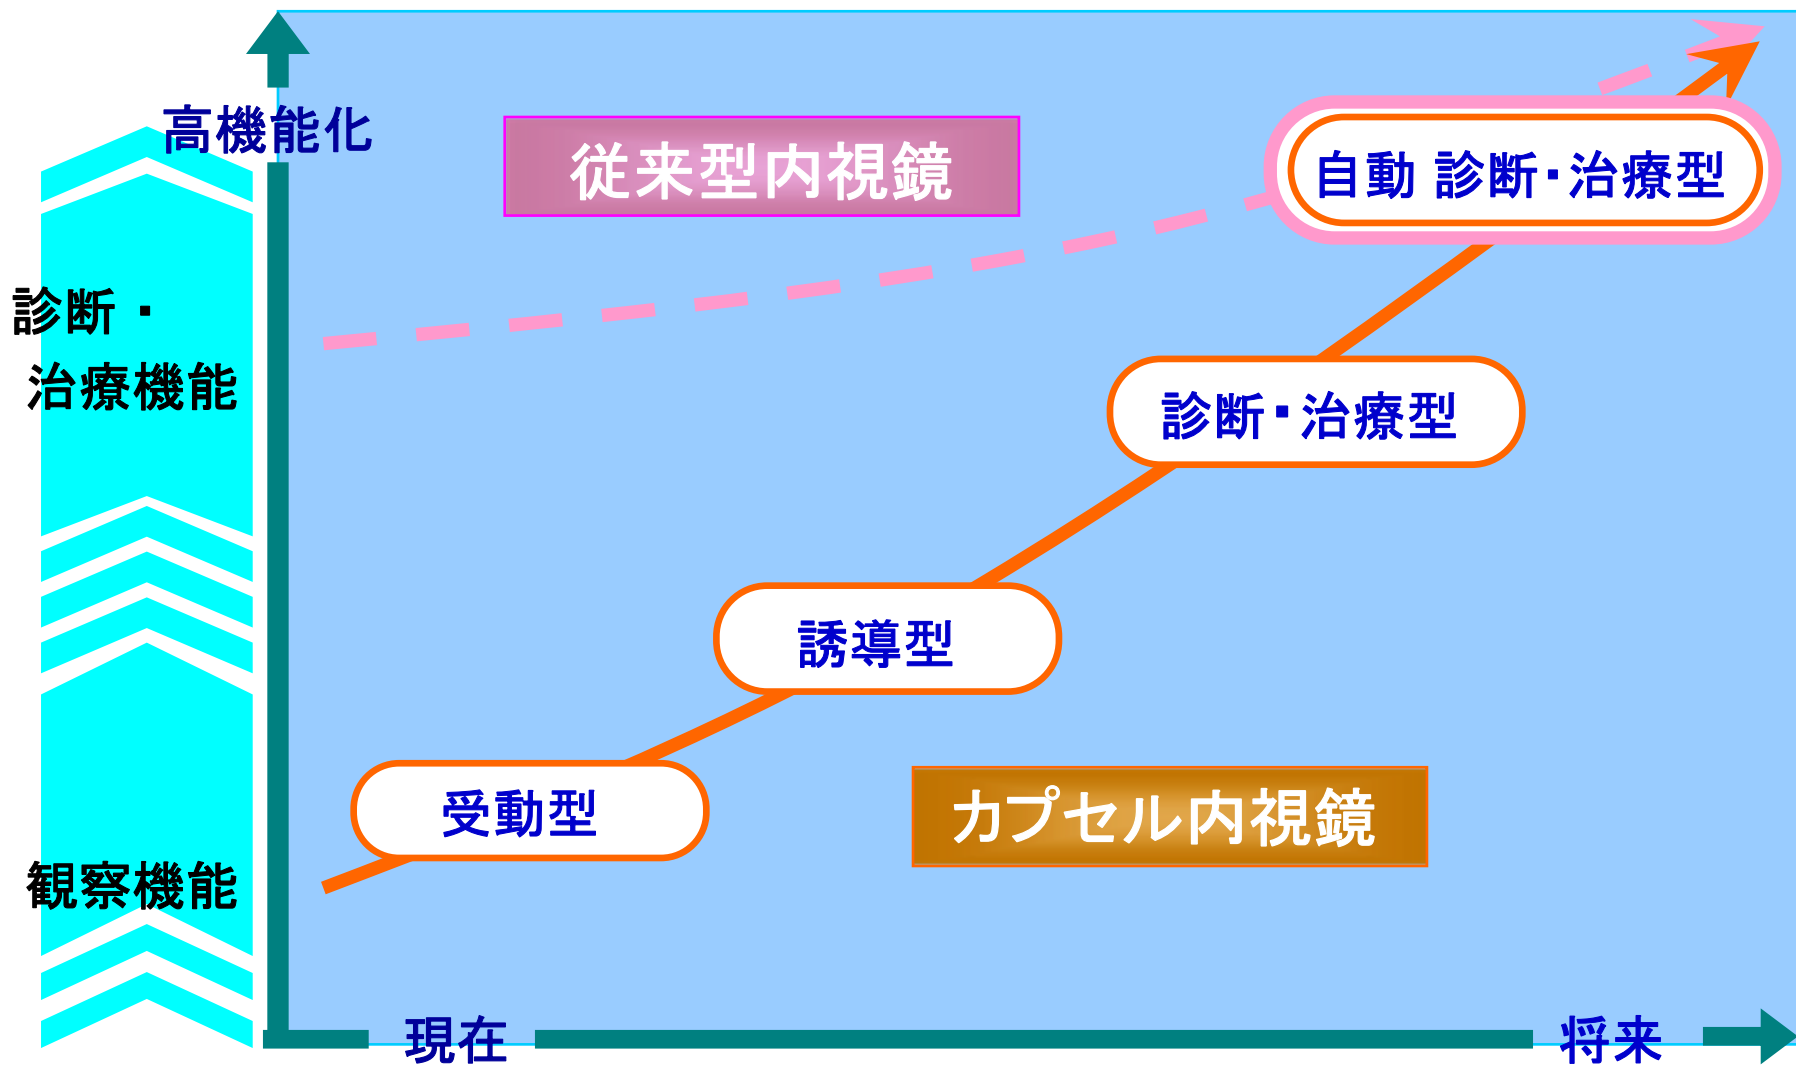 高機能化
従来型内視鏡
自動 診断・治療型
診断・
治療機能
診断・治療型
誘導型
受動型
カプセル内視鏡
観察機能
現在
将来